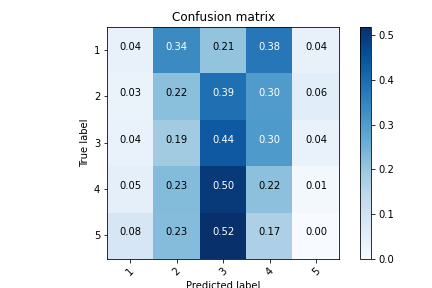 Confusion matrix
1 0.04 0.34 0.21 0.38 0.04
2 0.03 0.22 0.39 0.30 0.06
3 0.04 0.19 0.44 0.30 0.04
4 0.05 0.23 0.50 0.22 0.01
5 0.08 0.23 0.52 0.17 0.00
1 2 3 4 5
True label
Predicted label
0.5
0.4
0.3
0.2
0.1
0.0